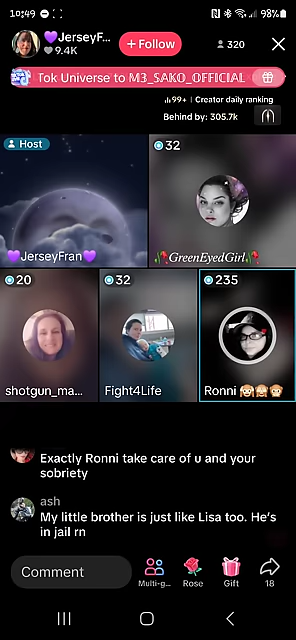 10:49
98%
💜JerseyF...
9.4K
+ Follow
320
Tok Universe to M3_SAKO_OFFICIAL
99+ | Creator daily ranking
Behind by: 305.7k
Host
32
💜JerseyFran💜
🥀GreenEyedGirl🥀
20
32
235
shotgun_ma...
Fight4Life
Ronni 🙈🙉🙊
Exactly Ronni take care of u and your
sobriety
ash
My little brother is just like Lisa too. He's
in jail rn
Comment
Multi-g...
Rose
Gift
18